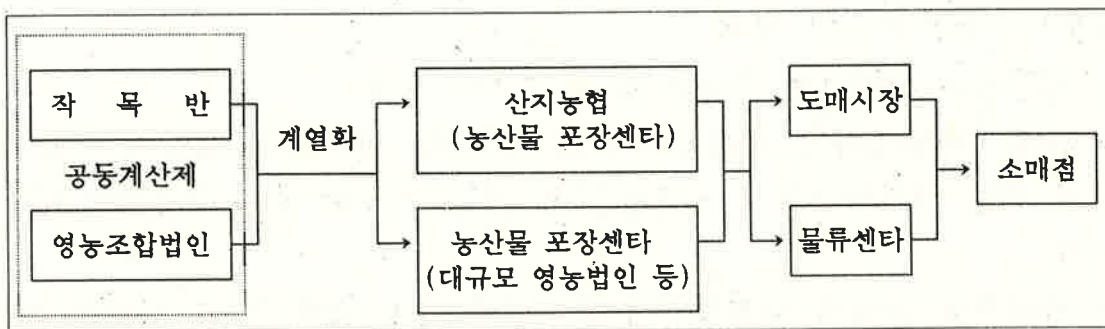 작 목 반
공동계산제
영농조합법인
계열화
산지농협
(농산물 포장센타)
농산물 포장센타
(대규모 영농법인 등)
도매시장
물류센타
소매점